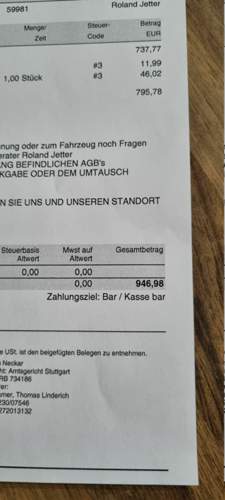 59981 Roland Jetter
Menge/ Steuer- Betrag
Zeit Code EUR
737,77
#3 11,99
1,00 Stück #3 46,02
795,78
nung oder zum Fahrzeug noch Fragen
erater Roland Jetter
ANG BEFINDLICHEN AGB's
KGABE ODER DEM UMTAUSCH
N SIE UNS UND UNSEREN STANDORT
Steuerbasis Mwst auf Gesamtbetrag
Altwert Altwert
0,00 0,00
0,00 946,98
Zahlungsziel: Bar / Kasse bar
e USt. ist den beigefügten Belegen zu entnehmen.
Neckar
ht: Amtsgericht Stuttgart
RB 734186
rer:
mer, Thomas Linderich
230/07546
272013132